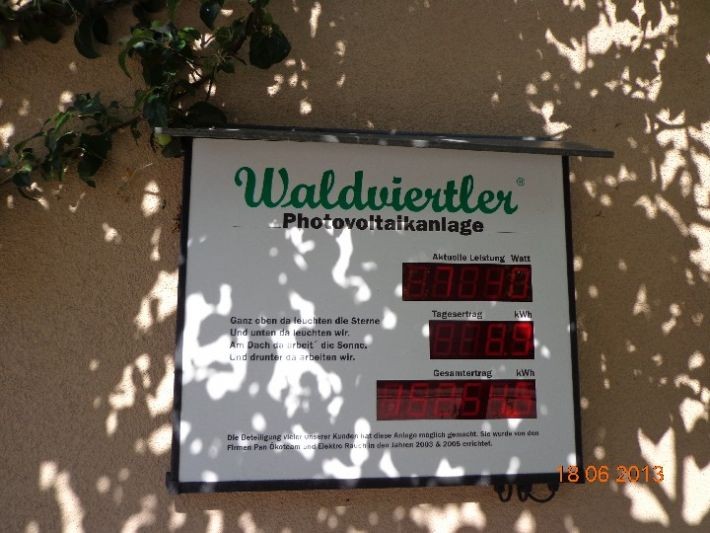 Waldviertler®
Photovoltaikanlage
Aktuelle Leistung Watt
Tagesertrag kWh
Ganz oben da leuchten die Sterne
Und unten da leuchten wir.
Am Dach da arbeit´ die Sonne.
Und drunter da arbeiten wir.
Gesamtertrag kWh
Die Beteiligung vieler unserer Kunden hat diese Anlage möglich gemacht. Sie wurde von den
Firmen Pan Ökoteam und Elektro Rauch in den Jahren 2003 & 2005 errichtet.
18 06 2013